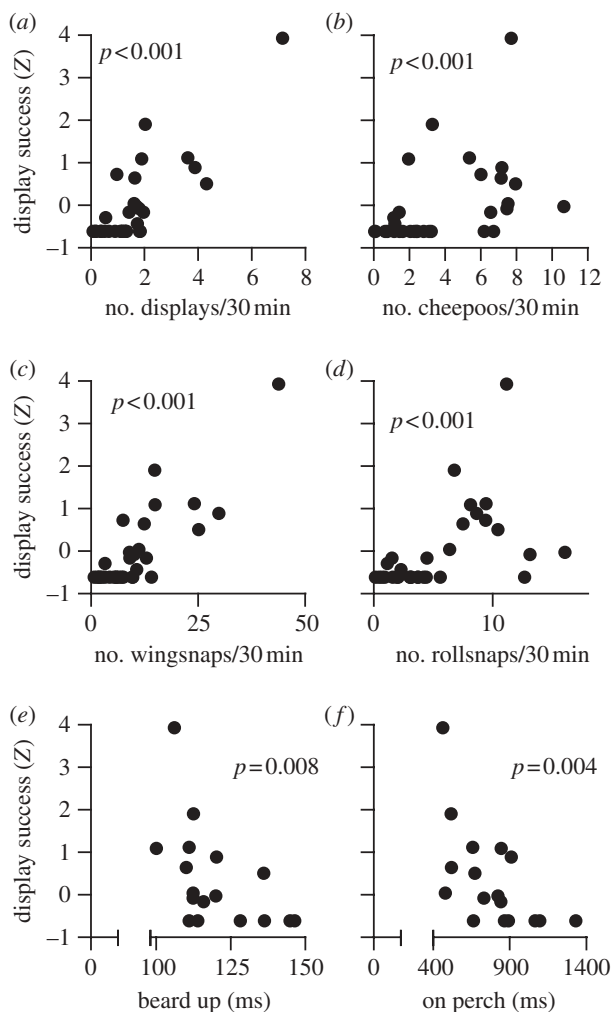 (a) (b)
display success (Z)
4
3
2
1
0
–1
p<0.001
p<0.001
0 2 4 6 8
0 2 4 6 8 10 12
no. displays/30 min
no. cheepoos/30 min
(c) (d)
display success (Z)
4
3
2
1
0
–1
p<0.001
p<0.001
0 25 50
0 10
no. wingsnaps/30 min
no. rollsnaps/30 min
(e) (f)
display success (Z)
4
3
2
1
0
–1
p=0.008
p=0.004
0 100 125 150
0 400 900 1400
beard up (ms)
on perch (ms)